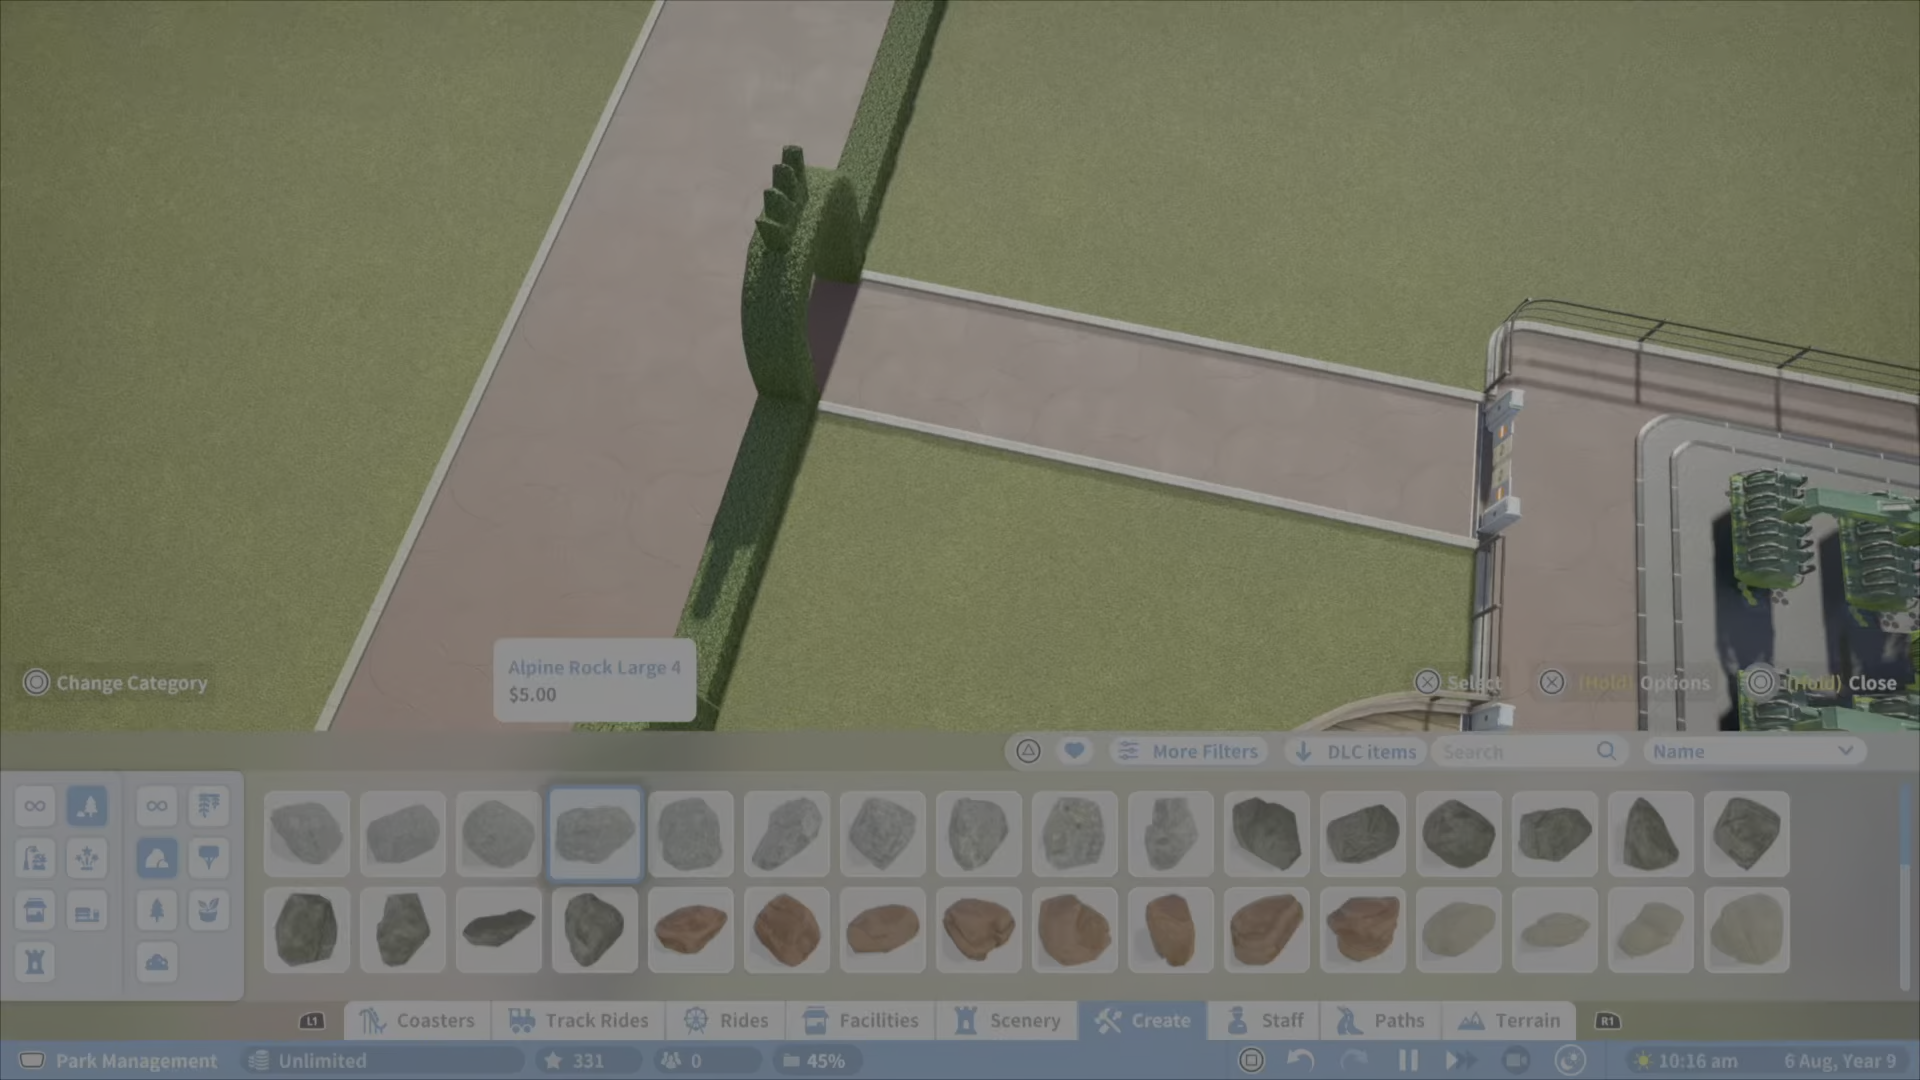 Alpine Rock Large 4
$5.00
Change Category
Select
(Hold) Options
(Hold) Close
More Filters
DLC items
Search
Name
L1
Coasters
Track Rides
Rides
Facilities
Scenery
Create
Staff
Paths
Terrain
R1
Park Management
Unlimited
331
0
45%
10:16 am
6 Aug, Year 9